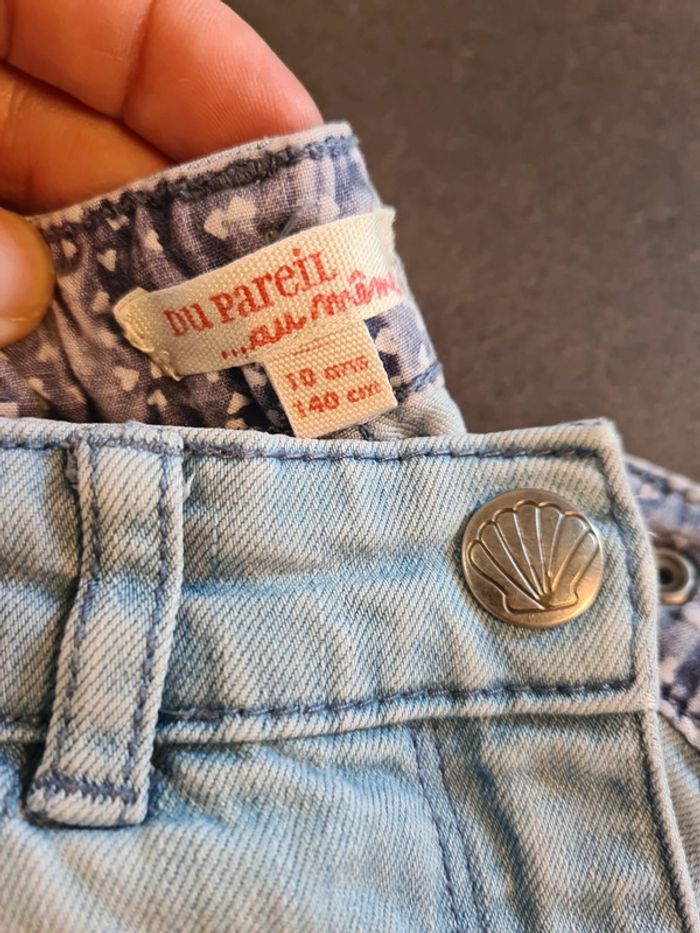 DU PAREIL
...au même
10 ans
140 cm